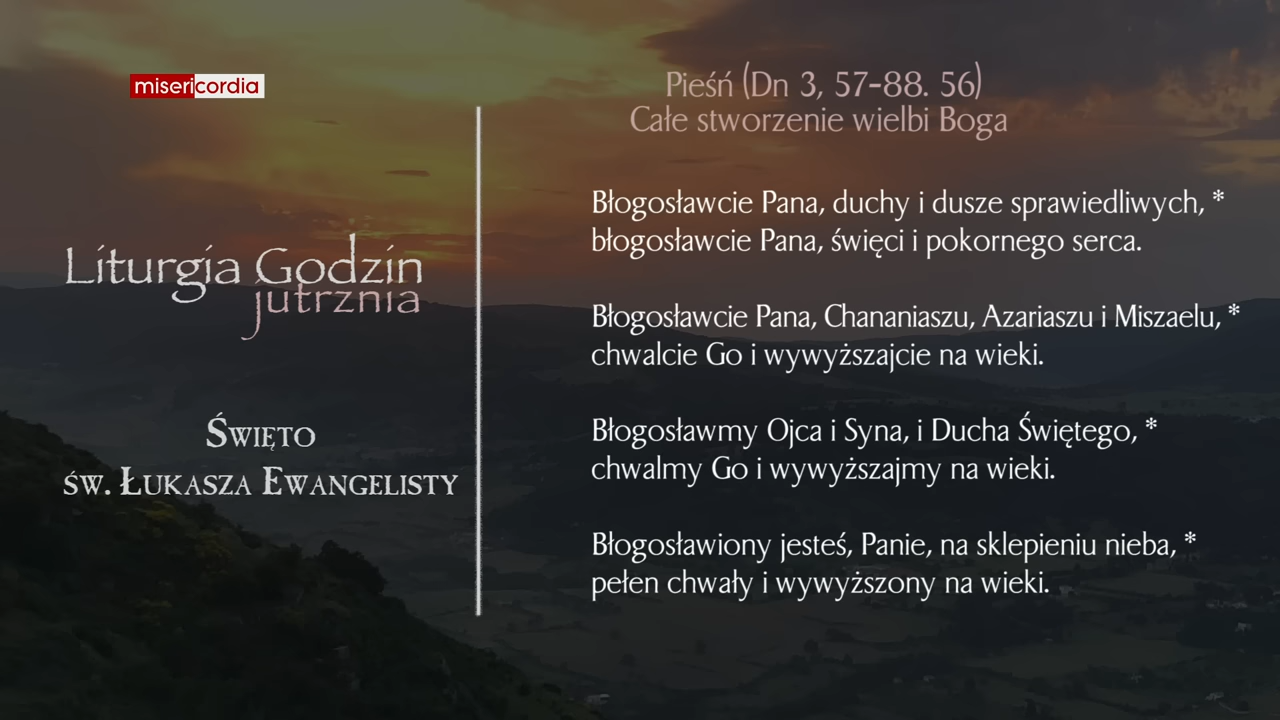 misericordia
Liturgia Godzin
jutrznia
Święto
św. Łukasza Ewangelisty
Pieśń (Dn 3, 57-88. 56)
Całe stworzenie wielbi Boga
Błogosławcie Pana, duchy i dusze sprawiedliwych, *
błogosławcie Pana, święci i pokornego serca.
Błogosławcie Pana, Chananiaszu, Azariaszu i Miszaelu, *
chwalcie Go i wywyższajcie na wieki.
Błogosławmy Ojca i Syna, i Ducha Świętego, *
chwalmy Go i wywyższajmy na wieki.
Błogosławiony jesteś, Panie, na sklepieniu nieba, *
pełen chwały i wywyższony na wieki.